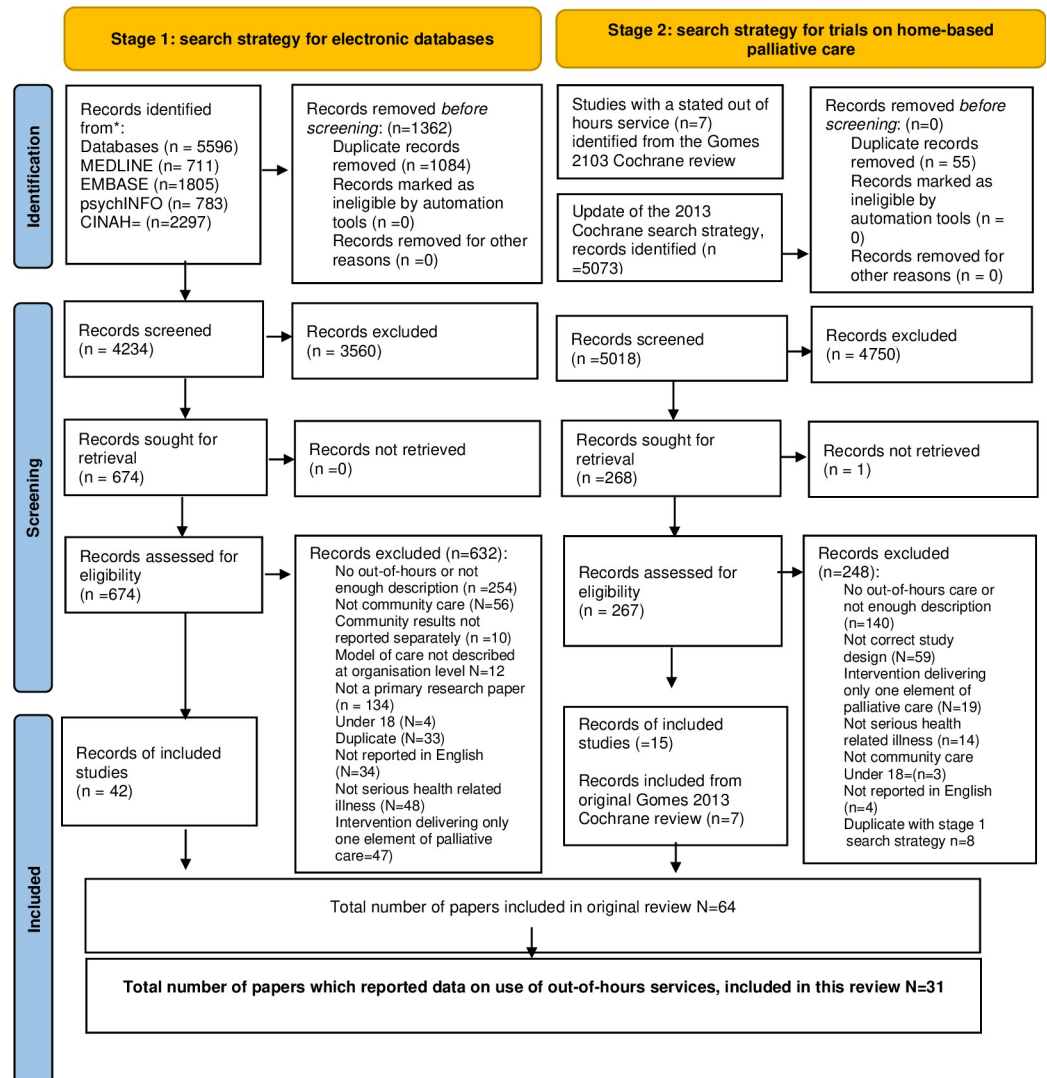 Stage 1: search strategy for electronic databases
Stage 2: search strategy for trials on home-based
palliative care
Identification
Records identified
from*:
Databases (n = 5596)
MEDLINE (n= 711)
EMBASE (n=1805)
psychINFO (n= 783)
CINAH= (n=2297)
Records removed before
screening: (n=1362)
Duplicate records
removed (n=1084)
Records marked as
ineligible by automation
tools (n =0)
Records removed for other
reasons (n =0)
Studies with a stated out of
hours service (n=7)
identified from the Gomes
2103 Cochrane review
Update of the 2013
Cochrane search strategy,
records identified (n
=5073)
Records removed before
screening: (n=0)
Duplicate records
removed (n = 55)
Records marked as
ineligible by
automation tools (n =
0)
Records removed for
other reasons (n = 0)
Screening
Records screened
(n = 4234)
Records excluded
(n = 3560)
Records screened
(n =5018)
Records excluded
(n = 4750)
Records sought for
retrieval
(n = 674)
Records not retrieved
(n =0)
Records sought for
retrieval
(n =268)
Records not retrieved
(n = 1)
Records assessed for
eligibility
(n =674)
Records excluded (n=632):
No out-of-hours or not
enough description (n =254)
Not community care (N=56)
Community results not
reported separately (n =10)
Model of care not described
at organisation level N=12
Not a primary research paper
(n = 134)
Under 18 (N=4)
Duplicate (N=33)
Not reported in English
(N=34)
Not serious health related
illness (N=48)
Intervention delivering only
one element of palliative
care=47)
Records assessed for
eligibility
(n = 267)
Records excluded
(n=248):
No out-of-hours care or
not enough description
(n=140)
Not correct study
design (N=59)
Intervention delivering
only one element of
palliative care (N=19)
Not serious health
related illness (n=14)
Not community care
Under 18=(n=3)
Not reported in English
(n=4)
Duplicate with stage 1
search strategy n=8
Included
Records of included
studies
(n = 42)
Records of included
studies (=15)
Records included from
original Gomes 2013
Cochrane review (n=7)
Total number of papers included in original review N=64
Total number of papers which reported data on use of out-of-hours services, included in this review N=31